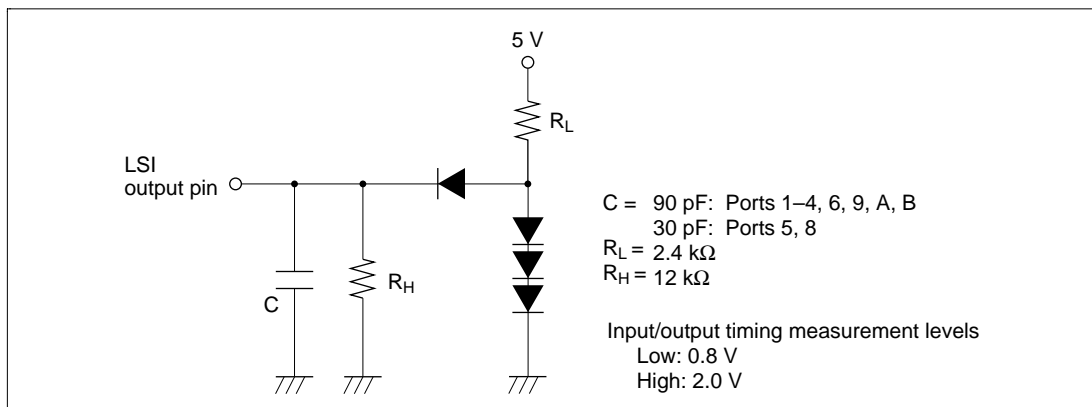 5 V
R_L
LSI
output pin
C
R_H
C = 90 pF: Ports 1–4, 6, 9, A, B
30 pF: Ports 5, 8
R_L = 2.4 kΩ
R_H = 12 kΩ
Input/output timing measurement levels
Low: 0.8 V
High: 2.0 V